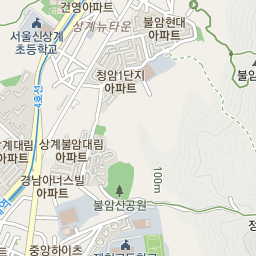 건영아파트
상계뉴타운
불암현대
아파트
서울신상계
초등학교
청암1단지
아파트
불암
4호선
상계대림
아파트
상계불암대림
아파트
100m
경남아너스빌
아파트
불암산공원
중앙하이츠